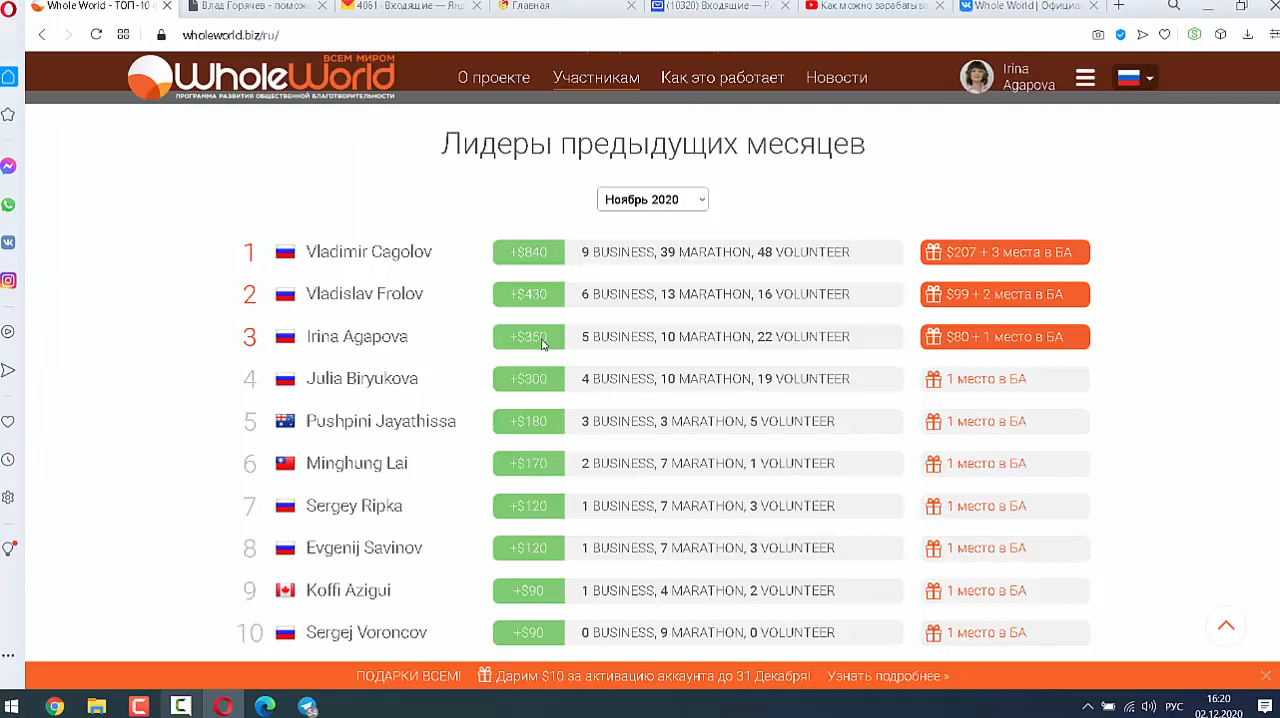 Whole World - ТОП-10
Влад Горячев - поможе
4061 · Входящие —Ян
Главная
(10320) Входящие - Po
Как можно зарабатыв
Whole World | Официал
wholeworld.biz/ru/
ВСЕМ МИРОМ
WholeWorld
ПРОГРАММА РАЗВИТИЯ ОБЩЕСТВЕННОЙ БЛАГОТВОРИТЕЛЬНОСТИ
О проекте
Участникам
Как это работает
Новости
Irina
Agapova
Лидеры предыдущих месяцев
Ноябрь 2020
1 Vladimir Cagolov +$840 9 BUSINESS, 39 MARATHON, 48 VOLUNTEER $207 + 3 места в БА
2 Vladislav Frolov +$430 6 BUSINESS, 13 MARATHON, 16 VOLUNTEER $99 + 2 места в БА
3 Irina Agapova +$350 5 BUSINESS, 10 MARATHON, 22 VOLUNTEER $80 + 1 место в БА
4 Julia Biryukova +$300 4 BUSINESS, 10 MARATHON, 19 VOLUNTEER 1 место в БА
5 Pushpini Jayathissa +$180 3 BUSINESS, 3 MARATHON, 5 VOLUNTEER 1 место в БА
6 Minghung Lai +$170 2 BUSINESS, 7 MARATHON, 1 VOLUNTEER 1 место в БА
7 Sergey Ripka +$120 1 BUSINESS, 7 MARATHON, 3 VOLUNTEER 1 место в БА
8 Evgenij Savinov +$120 1 BUSINESS, 7 MARATHON, 3 VOLUNTEER 1 место в БА
9 Koffi Azigui +$90 1 BUSINESS, 4 MARATHON, 2 VOLUNTEER 1 место в БА
10 Sergej Voroncov +$90 0 BUSINESS, 9 MARATHON, 0 VOLUNTEER 1 место в БА
ПОДАРКИ ВСЕМ! Дарим $10 за активацию аккаунта до 31 Декабря! Узнать подробнее »
РУС
16:20
02.12.2020